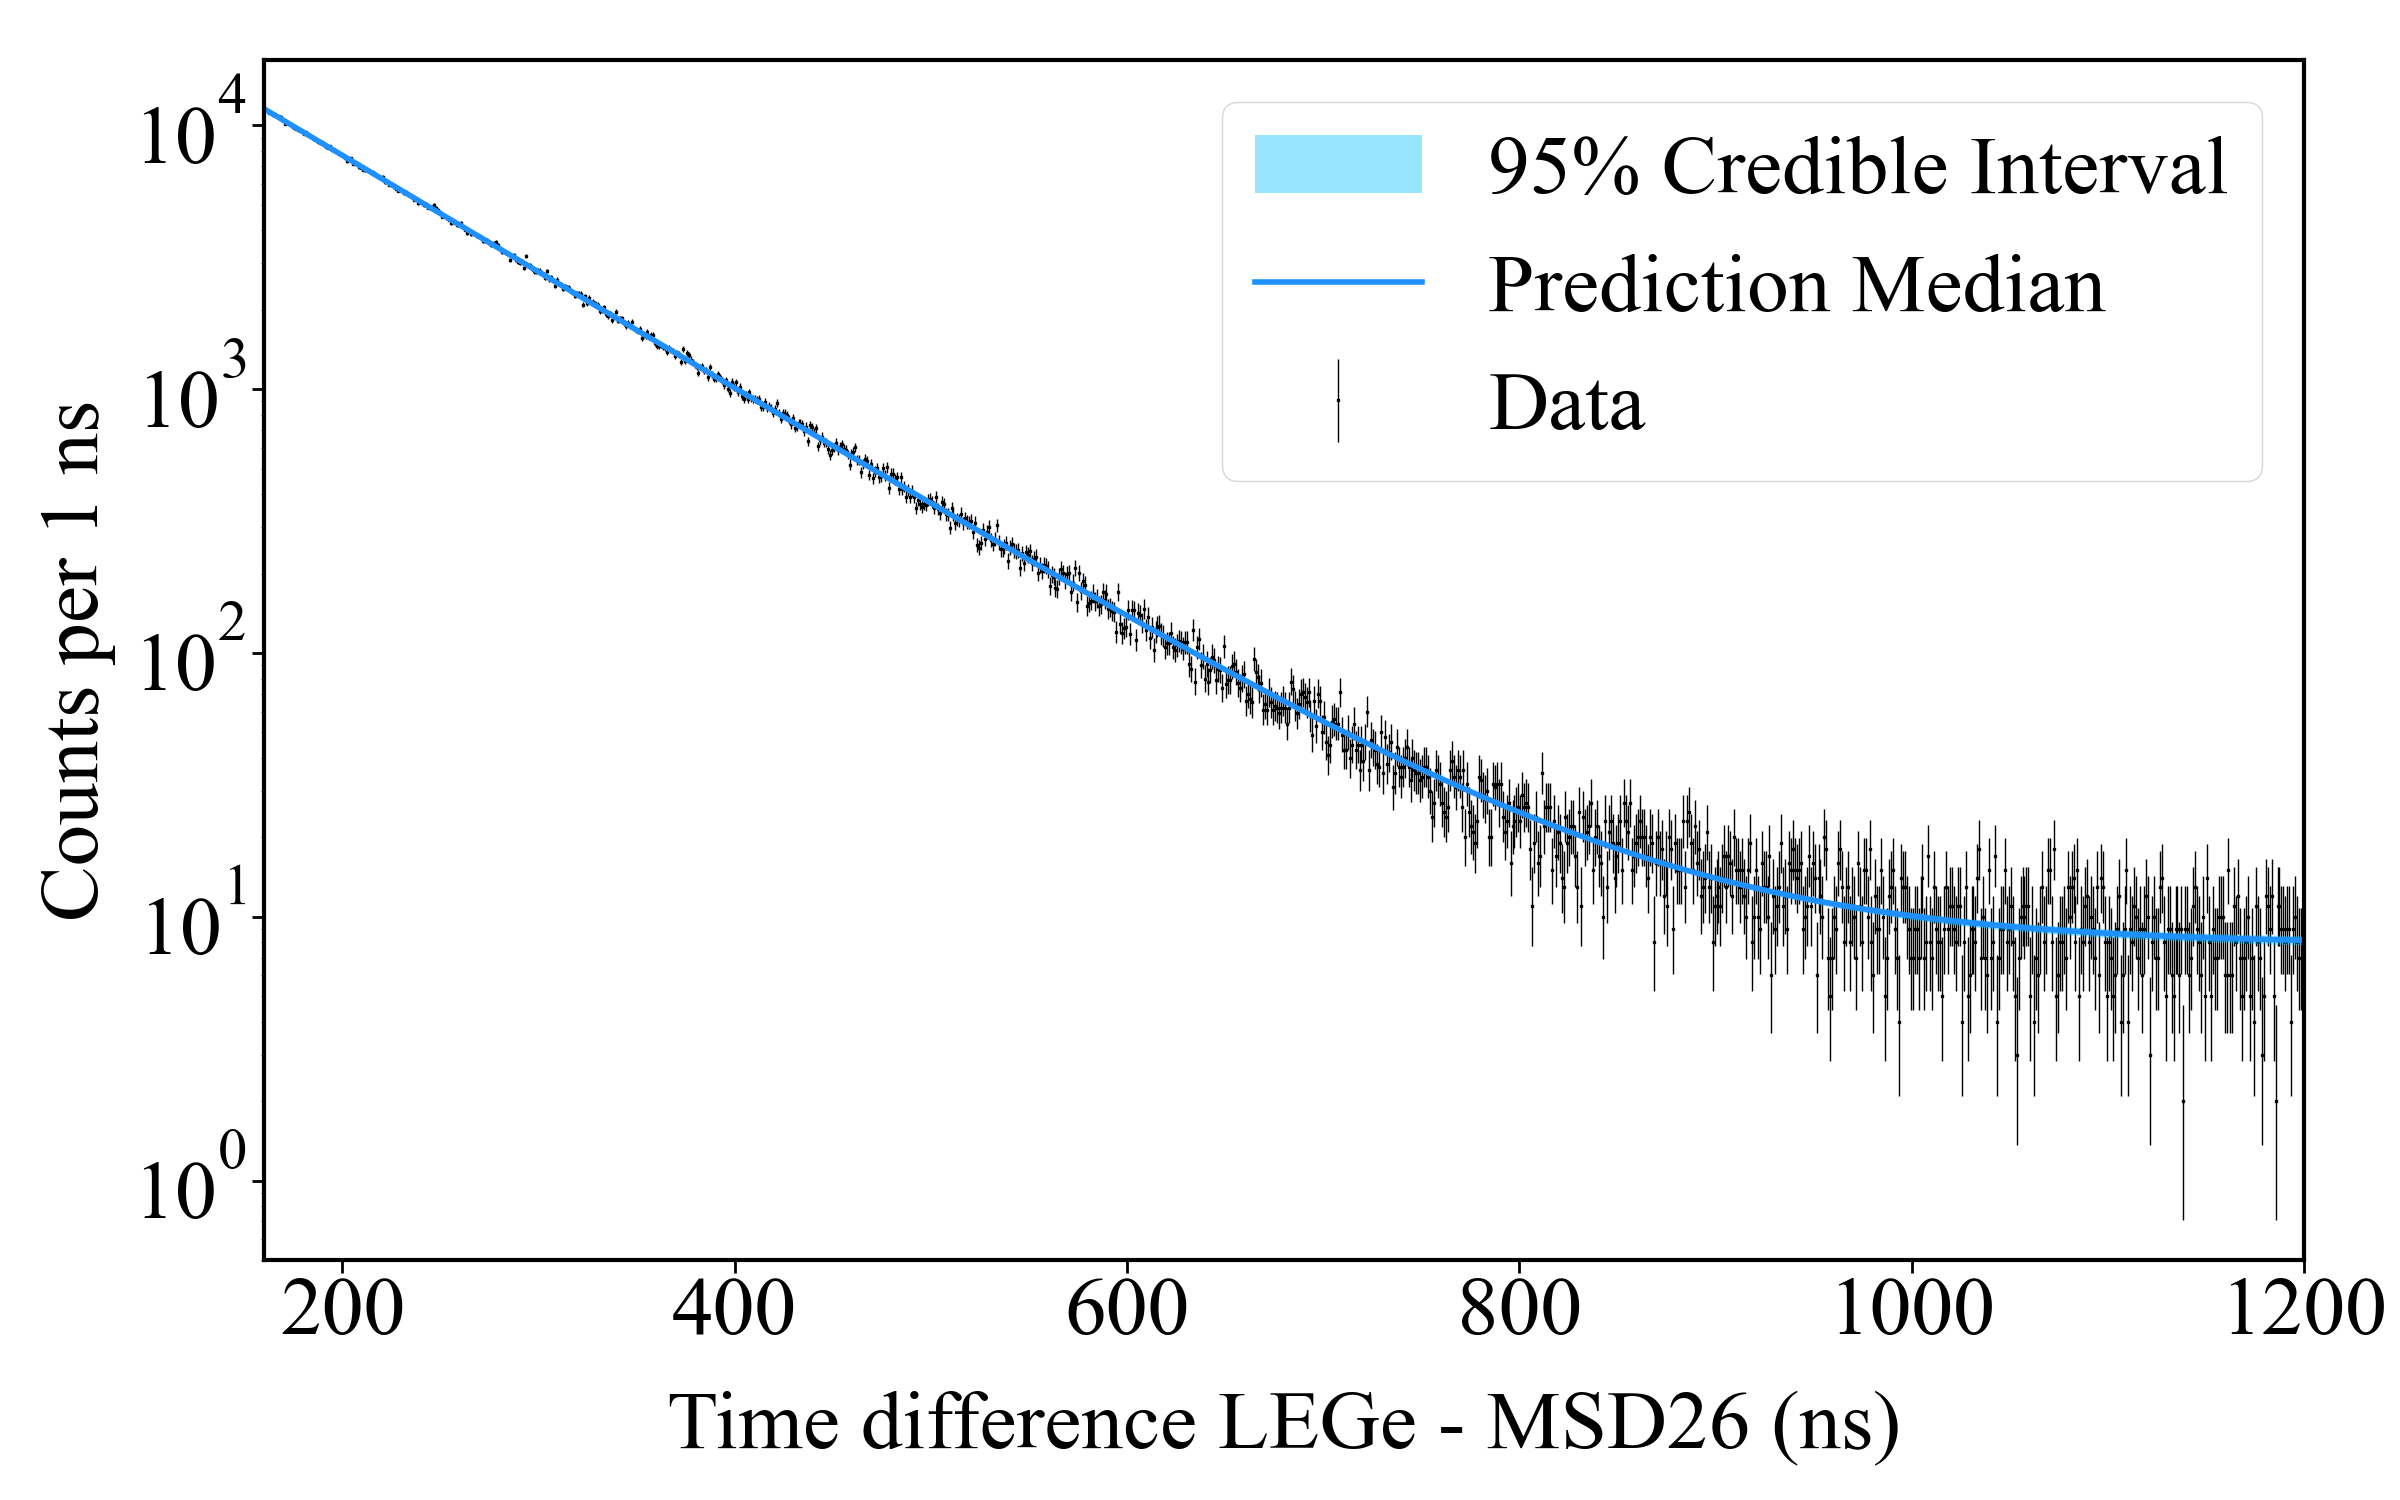 95% Credible Interval
Prediction Median
Data
Counts per 1 ns
10^4
10^3
10^2
10^1
10^0
200 400 600 800 1000 1200
Time difference LEGe - MSD26 (ns)